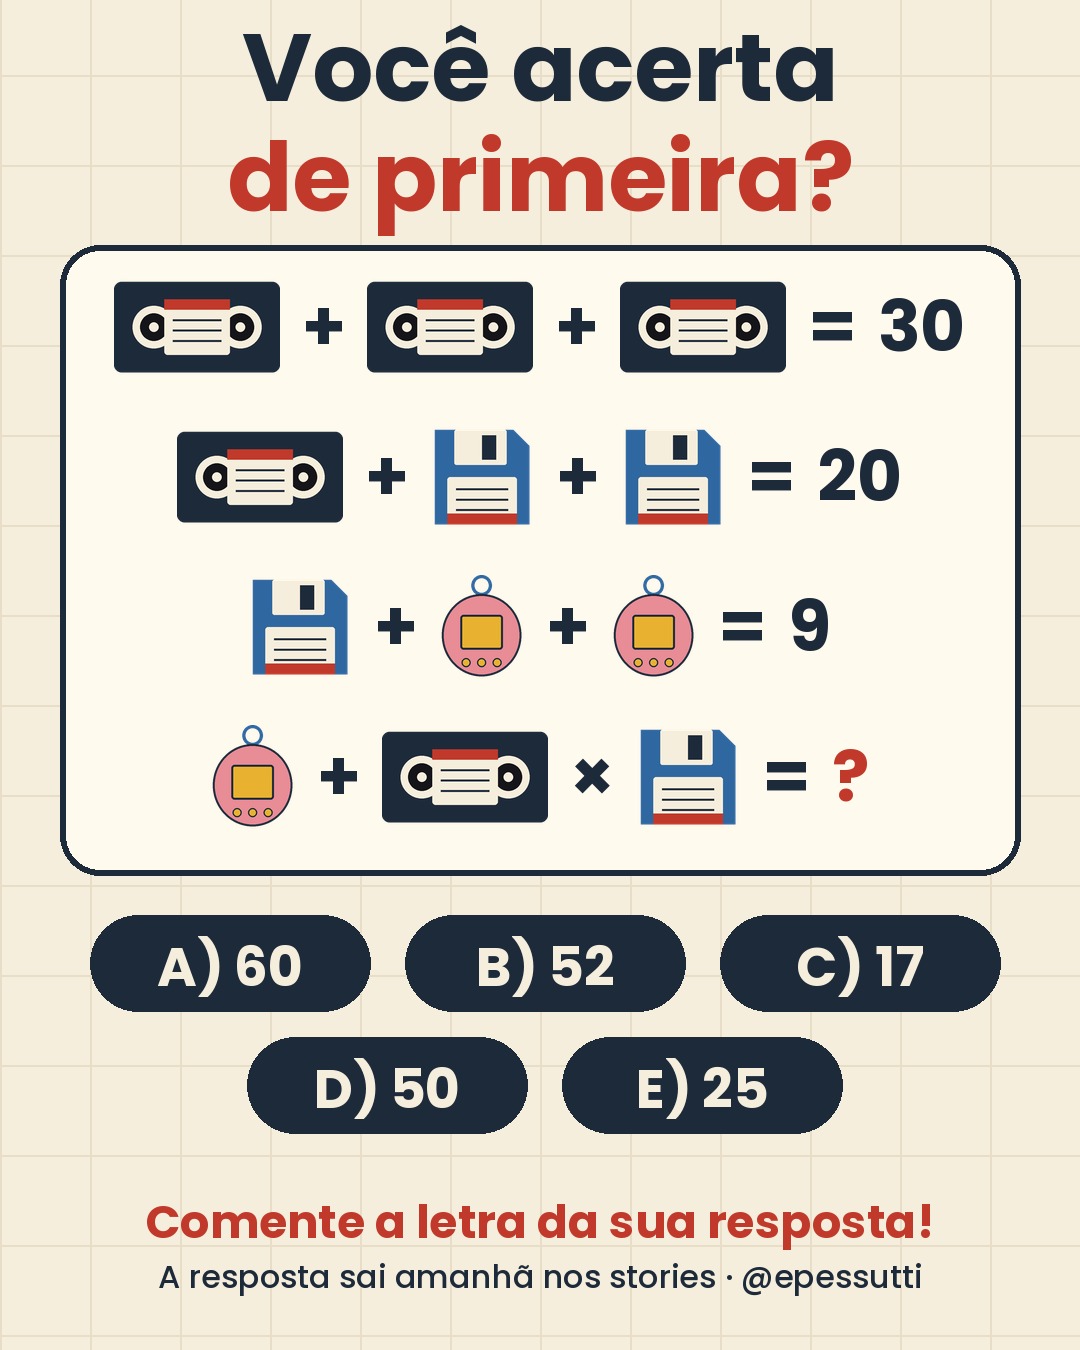 Você acerta
de primeira?
+ + = 30
+ + = 20
+ + = 9
+ × = ?
A) 60 B) 52 C) 17
D) 50 E) 25
Comente a letra da sua resposta!
A resposta sai amanhã nos stories · @epessutti